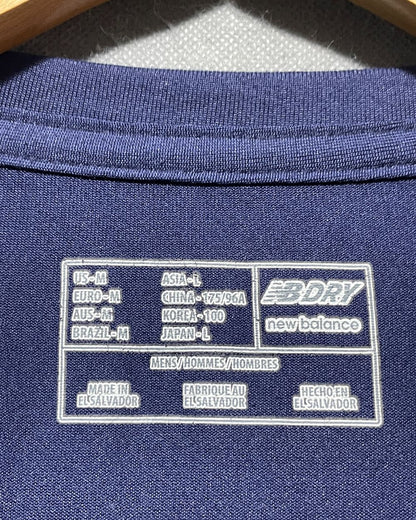 US - M ASIA - L
EURO - M CHINA - 175/96A
AUS - M KOREA - 100
BRAZIL - M JAPAN - L
NB-DRY
new balance
MENS / HOMMES / HOMBRES
MADE IN EL SALVADOR
FABRIQUE AU EL SALVADOR
HECHO EN EL SALVADOR